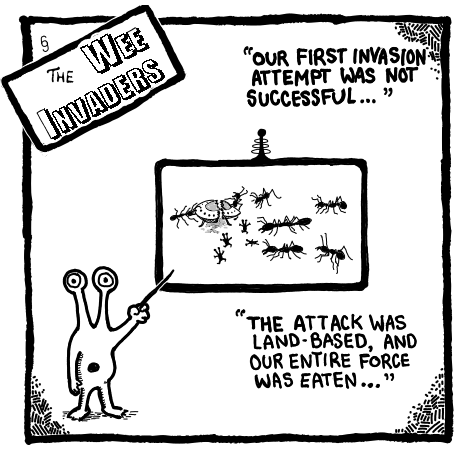 §
THE WEE
INVADERS
"OUR FIRST INVASION
ATTEMPT WAS NOT
SUCCESSFUL..."
"THE ATTACK WAS
LAND-BASED, AND
OUR ENTIRE FORCE
WAS EATEN..."